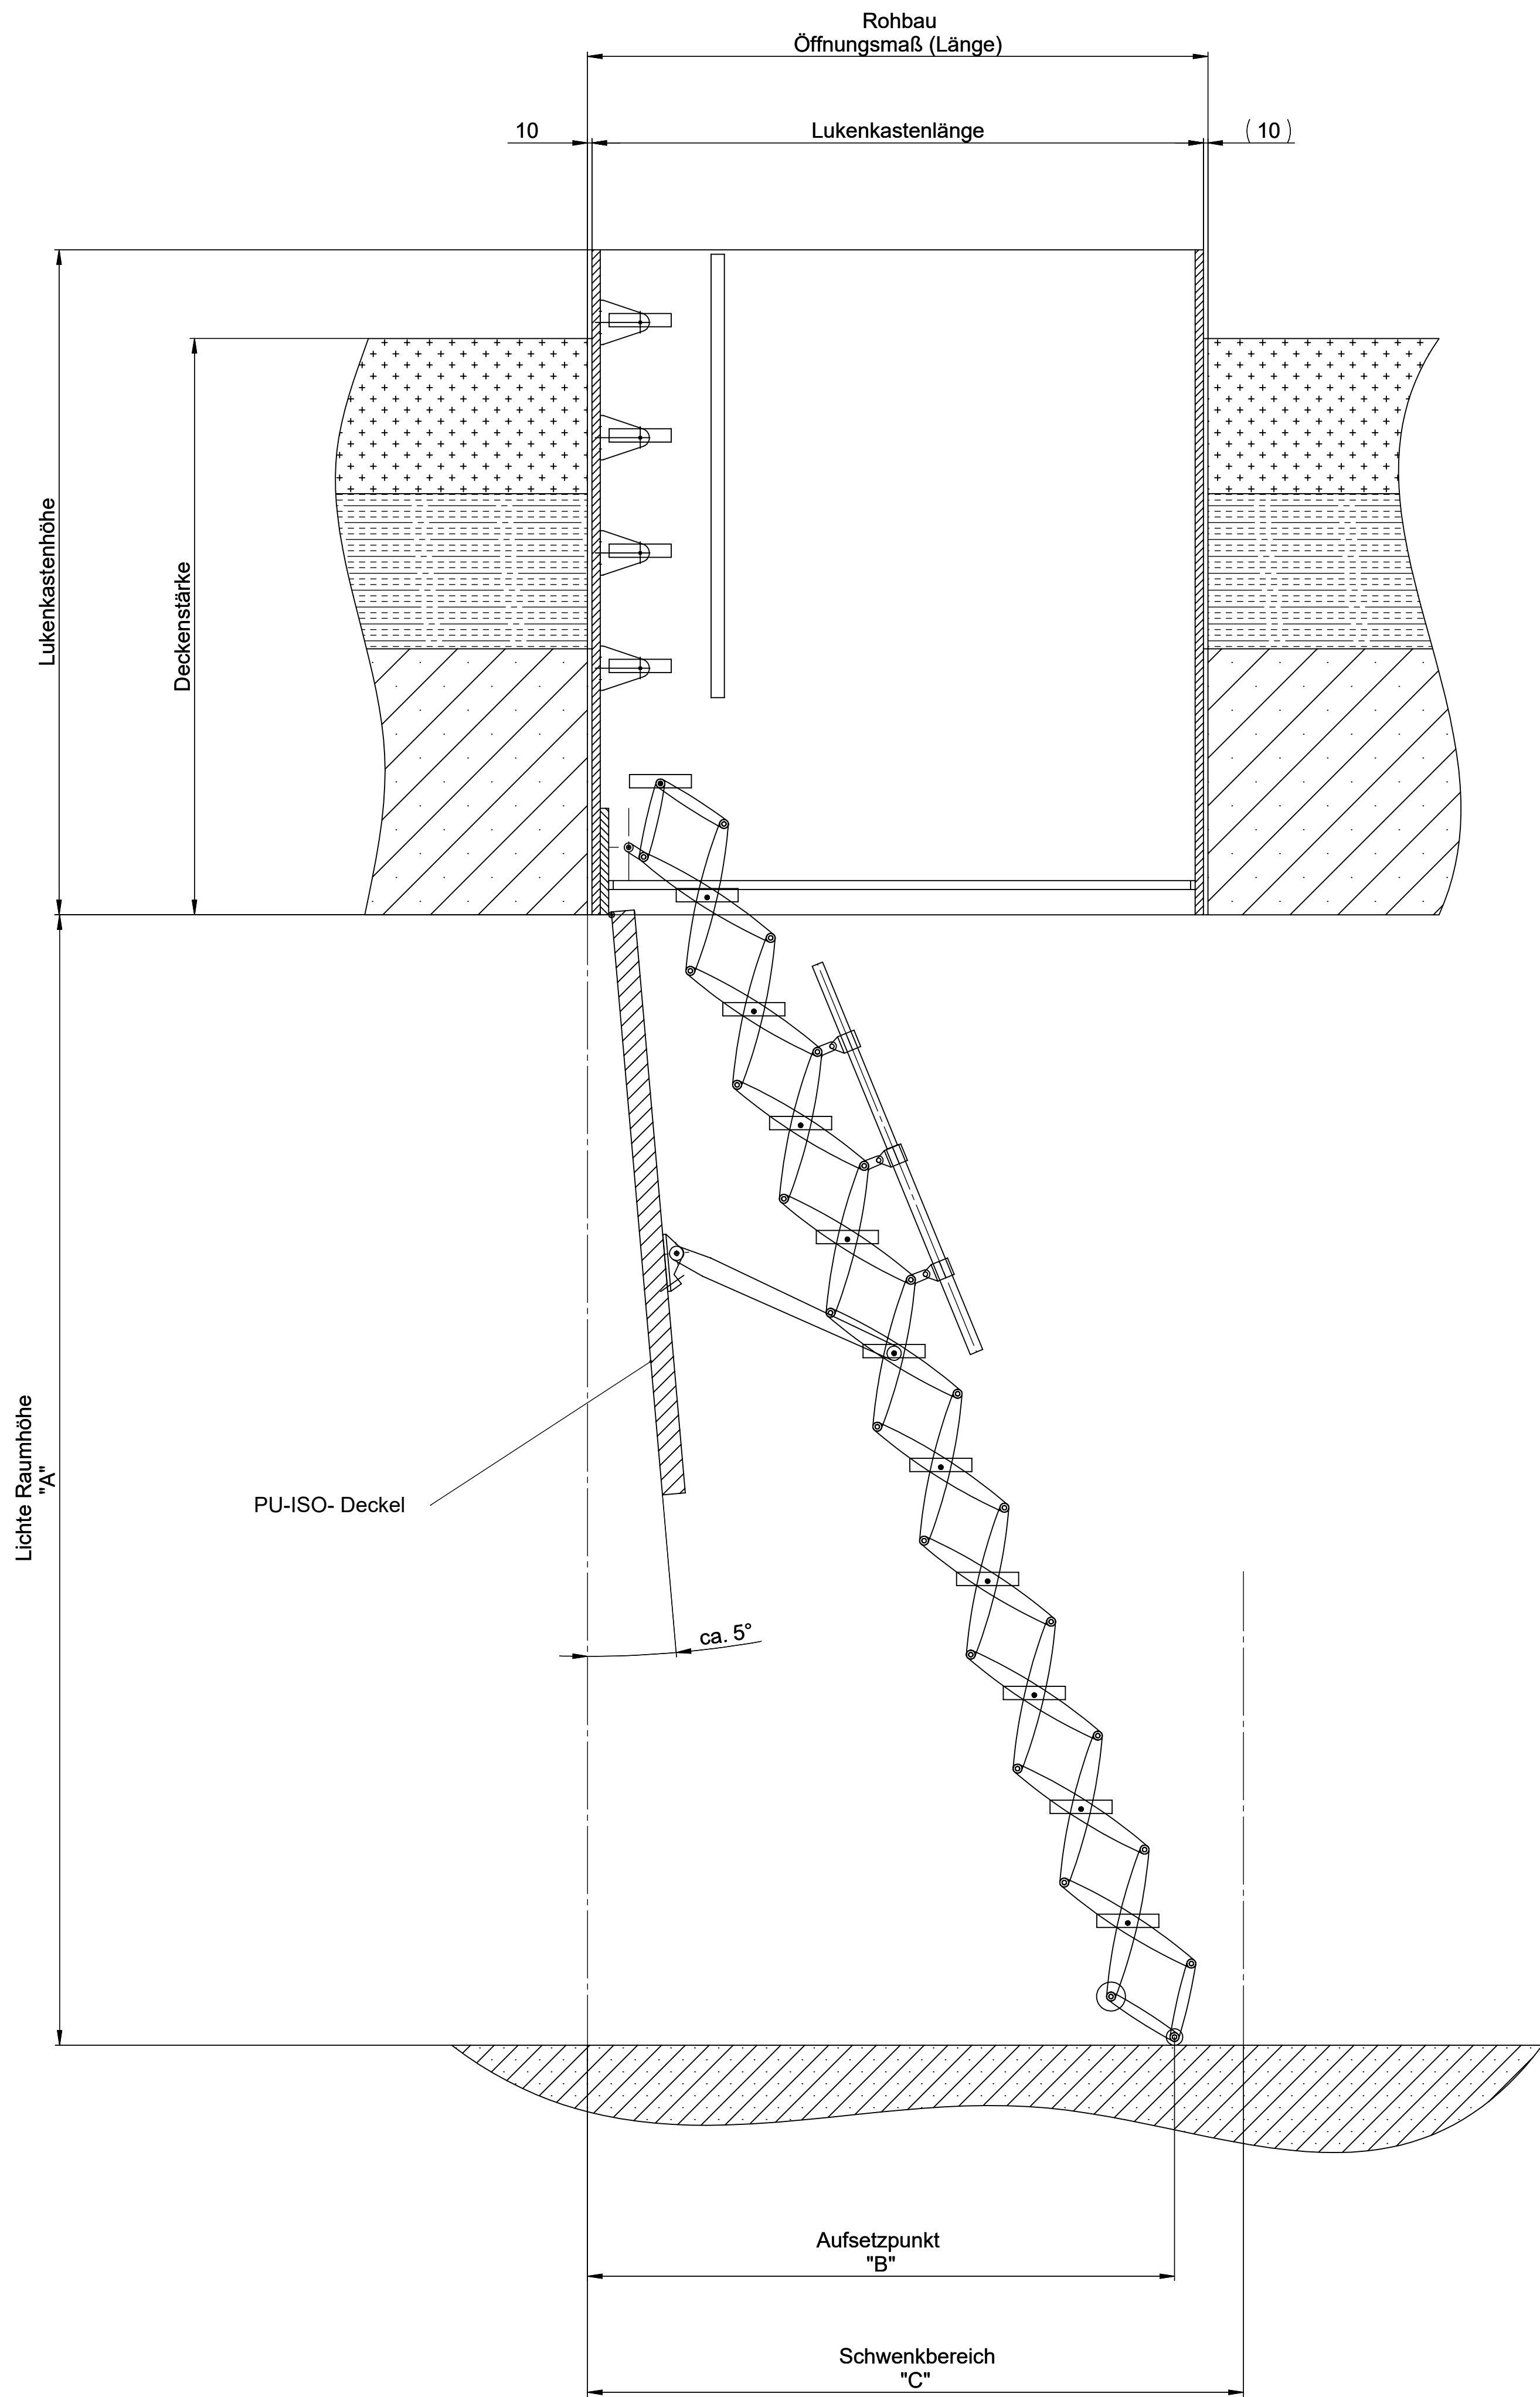 Rohbau
Öffnungsmaß (Länge)
10
Lukenkastenlänge
(10)
Lukenkastenhöhe
Deckenstärke
Lichte Raumhöhe
"A"
PU-ISO- Deckel
ca. 5°
Aufsetzpunkt
"B"
Schwenkbereich
"C"